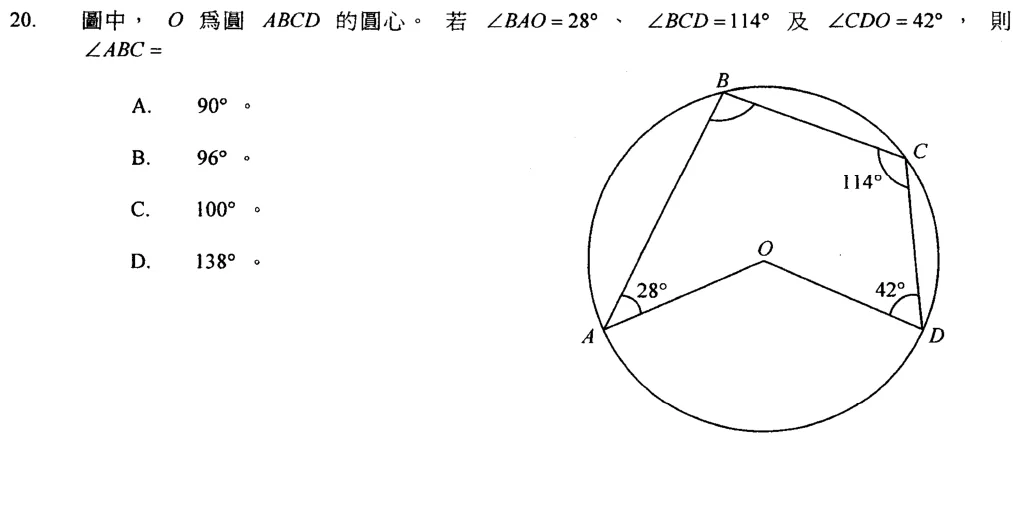 20. 圖中，O 爲圓 ABCD 的圓心。若 ∠BAO = 28°、∠BCD = 114° 及 ∠CDO = 42°，則
∠ABC =
A. 90°。
B. 96°。
C. 100°。
D. 138°。
B
C
114°
O
28°
42°
A
D